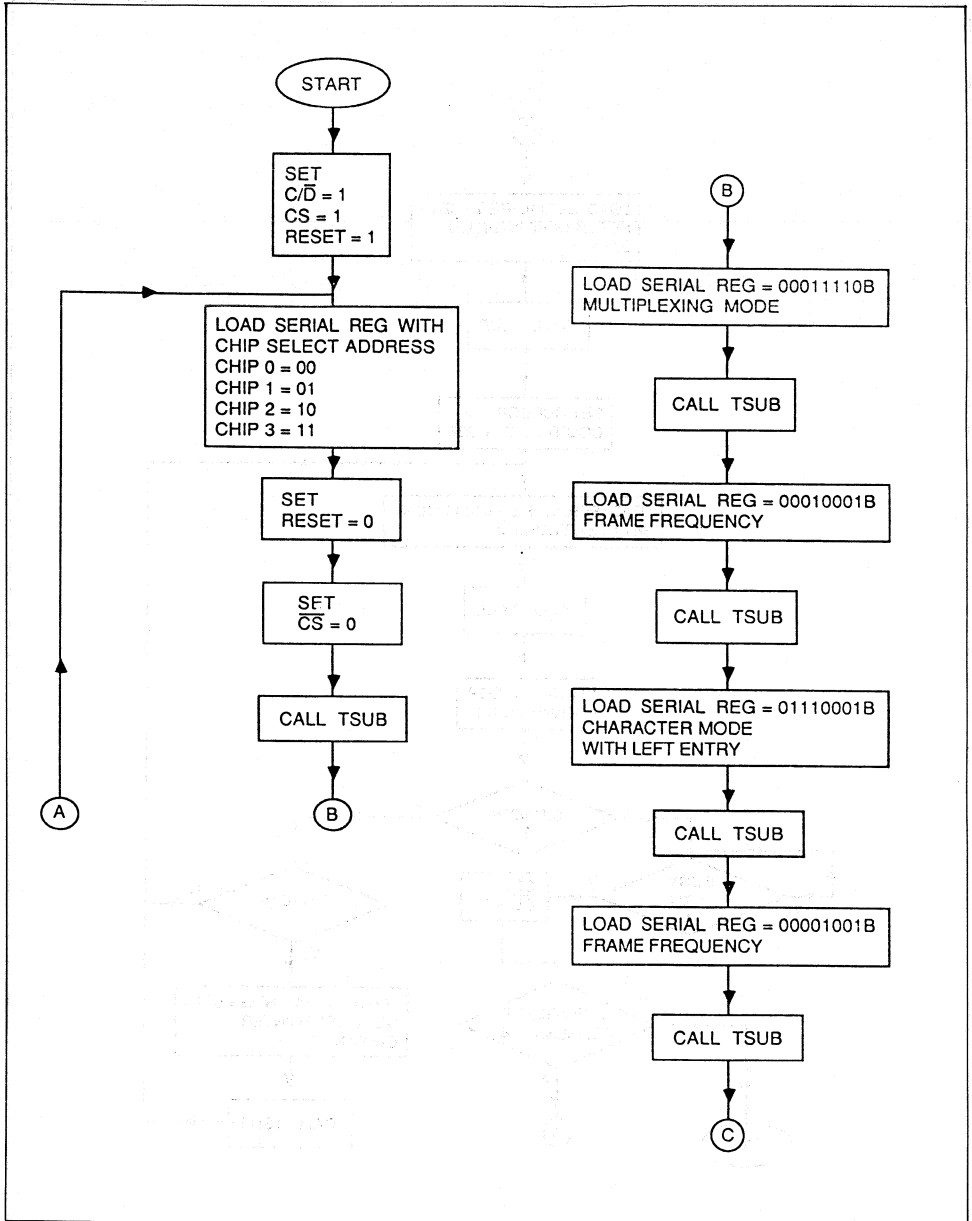 START
SET
C/D̅ = 1
CS = 1
RESET = 1
LOAD SERIAL REG WITH
CHIP SELECT ADDRESS
CHIP 0 = 00
CHIP 1 = 01
CHIP 2 = 10
CHIP 3 = 11
SET
RESET = 0
SET
C̅S̅ = 0
CALL TSUB
A
B
B
LOAD SERIAL REG = 00011110B
MULTIPLEXING MODE
CALL TSUB
LOAD SERIAL REG = 00010001B
FRAME FREQUENCY
CALL TSUB
LOAD SERIAL REG = 01110001B
CHARACTER MODE
WITH LEFT ENTRY
CALL TSUB
LOAD SERIAL REG = 00001001B
FRAME FREQUENCY
CALL TSUB
C